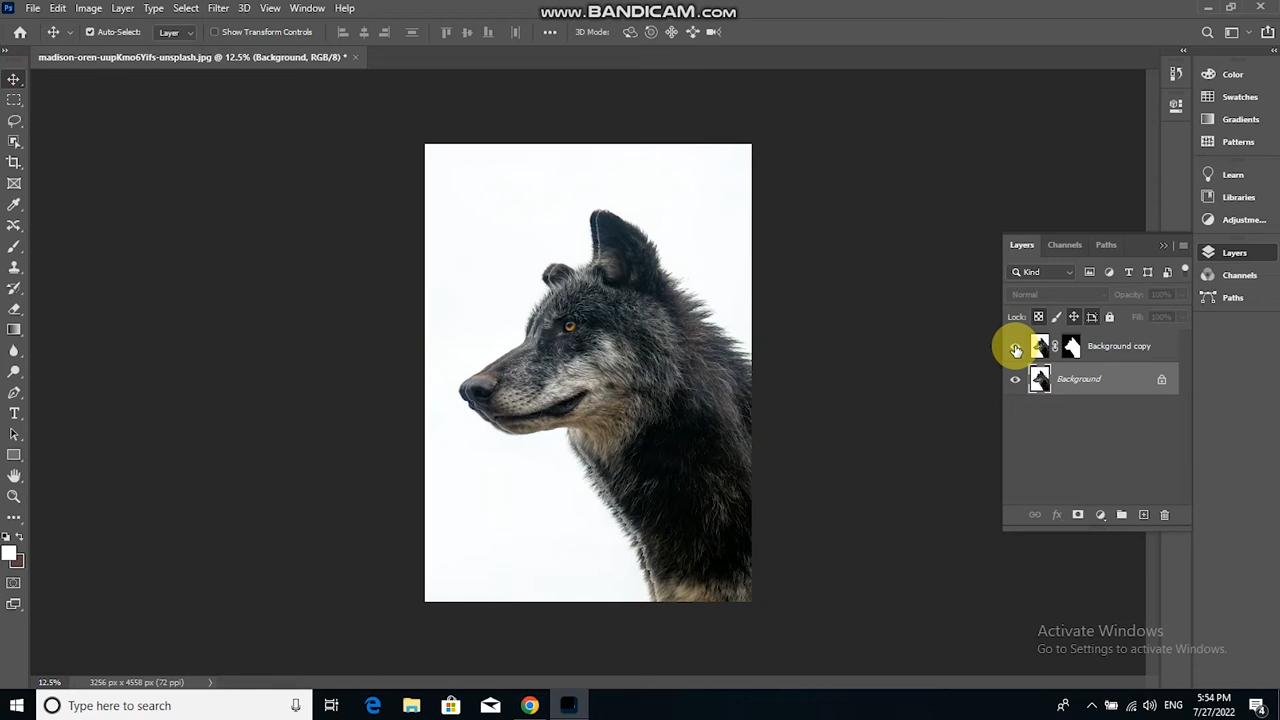 www.BANDICAM.com
Ps File Edit Image Layer Type Select Filter 3D View Window Help
Auto-Select: Layer Show Transform Controls 3D Mode:
madison-oren-uupKmo6Yifs-unsplash.jpg @ 12.5% (Background, RGB/8) *
Color
Swatches
Gradients
Patterns
Learn
Libraries
Adjustme...
Layers
Channels
Paths
Layers Channels Paths
Kind
Normal Opacity: 100%
Lock: Fill: 100%
Background copy
Background
Activate Windows
Go to Settings to activate Windows.
12.5% 3256 px x 4558 px (72 ppi)
Type here to search
5:54 PM
7/27/2022
4